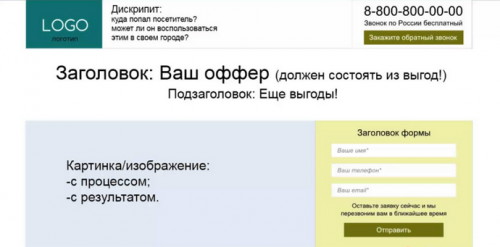 LOGO
логотип
Дискрипит:
куда попал посетитель?
может ли он воспользоваться
этим в своем городе?
8-800-800-00-00
Звонок по России бесплатный
Закажите обратный звонок
Заголовок: Ваш оффер (должен состоять из выгод!)
Подзаголовок: Еще выгоды!
Картинка/изображение:
-с процессом;
-с результатом.
Заголовок формы
Ваше имя*
Ваш телефон*
Ваш email*
Оставьте заявку сейчас и мы
перезвоним вам в ближайшее время
Отправить